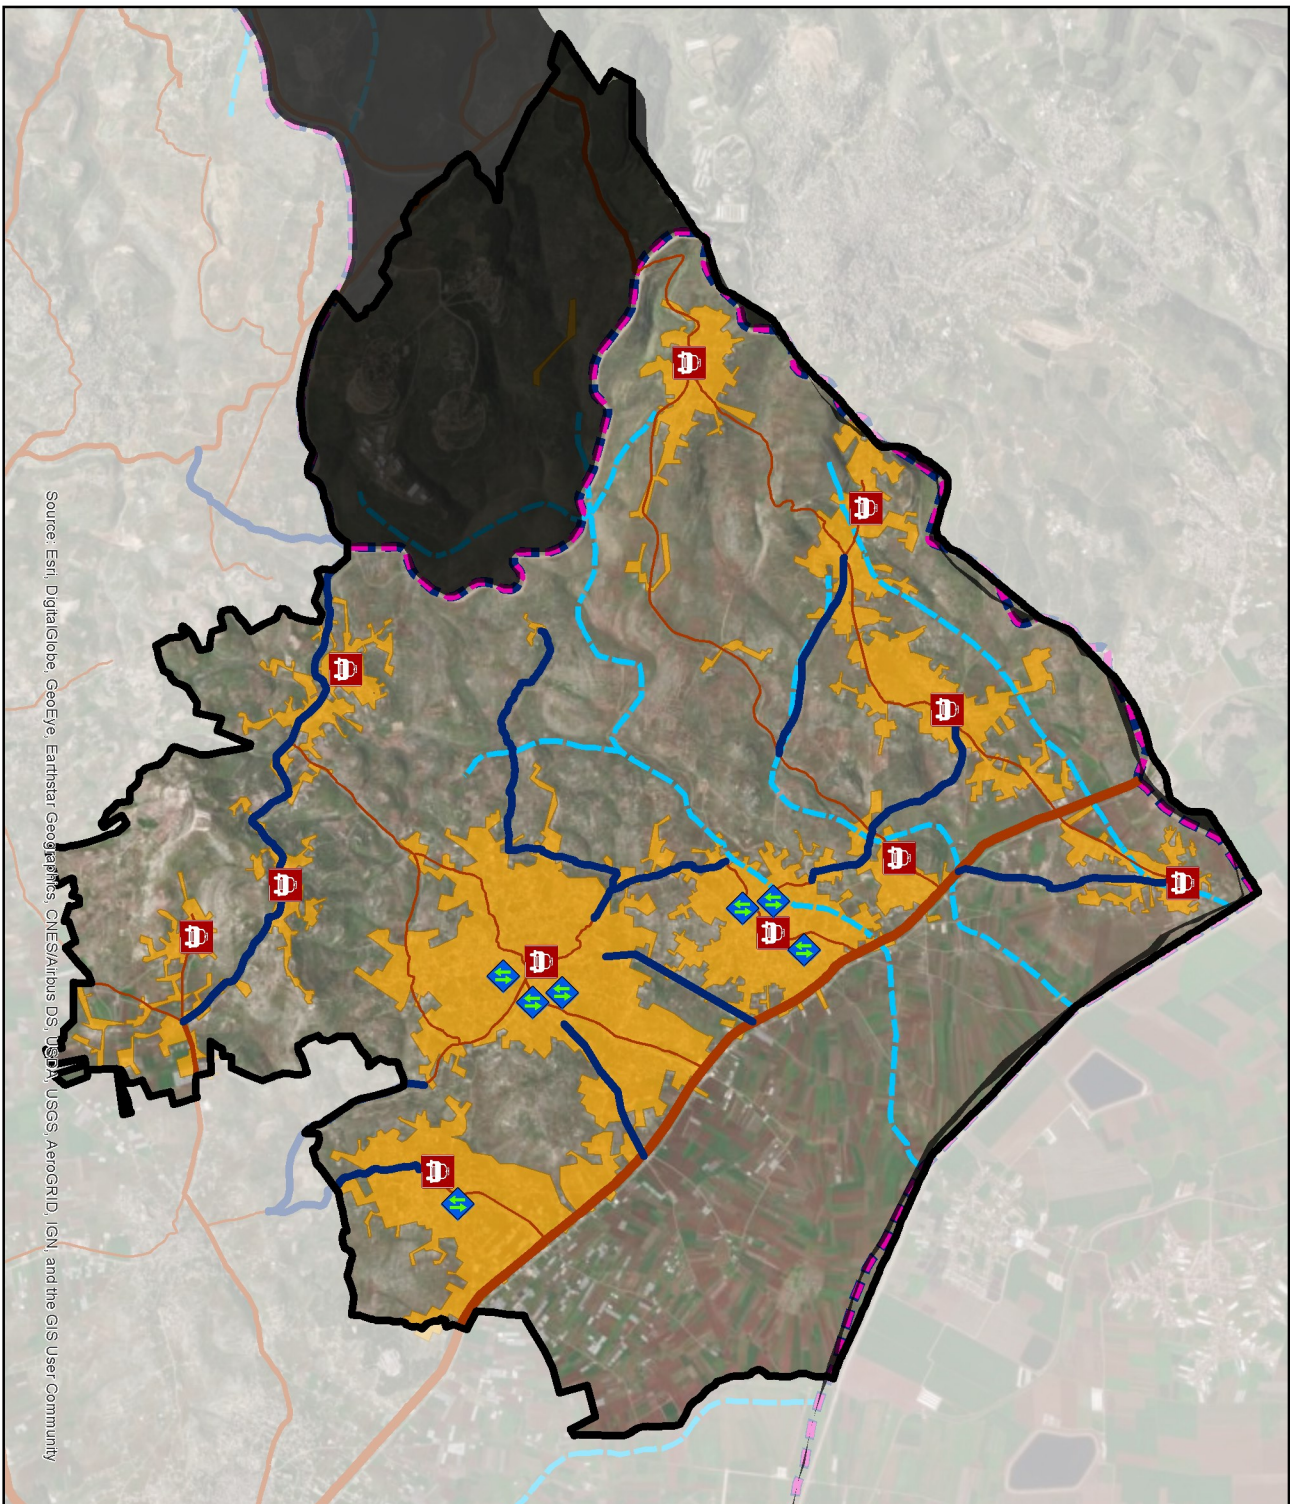 Source: Esri, DigitalGlobe, GeoEye, Earthstar Geographics, CNES/Airbus DS, USDA, USGS, AeroGRID, IGN, and the GIS User Community